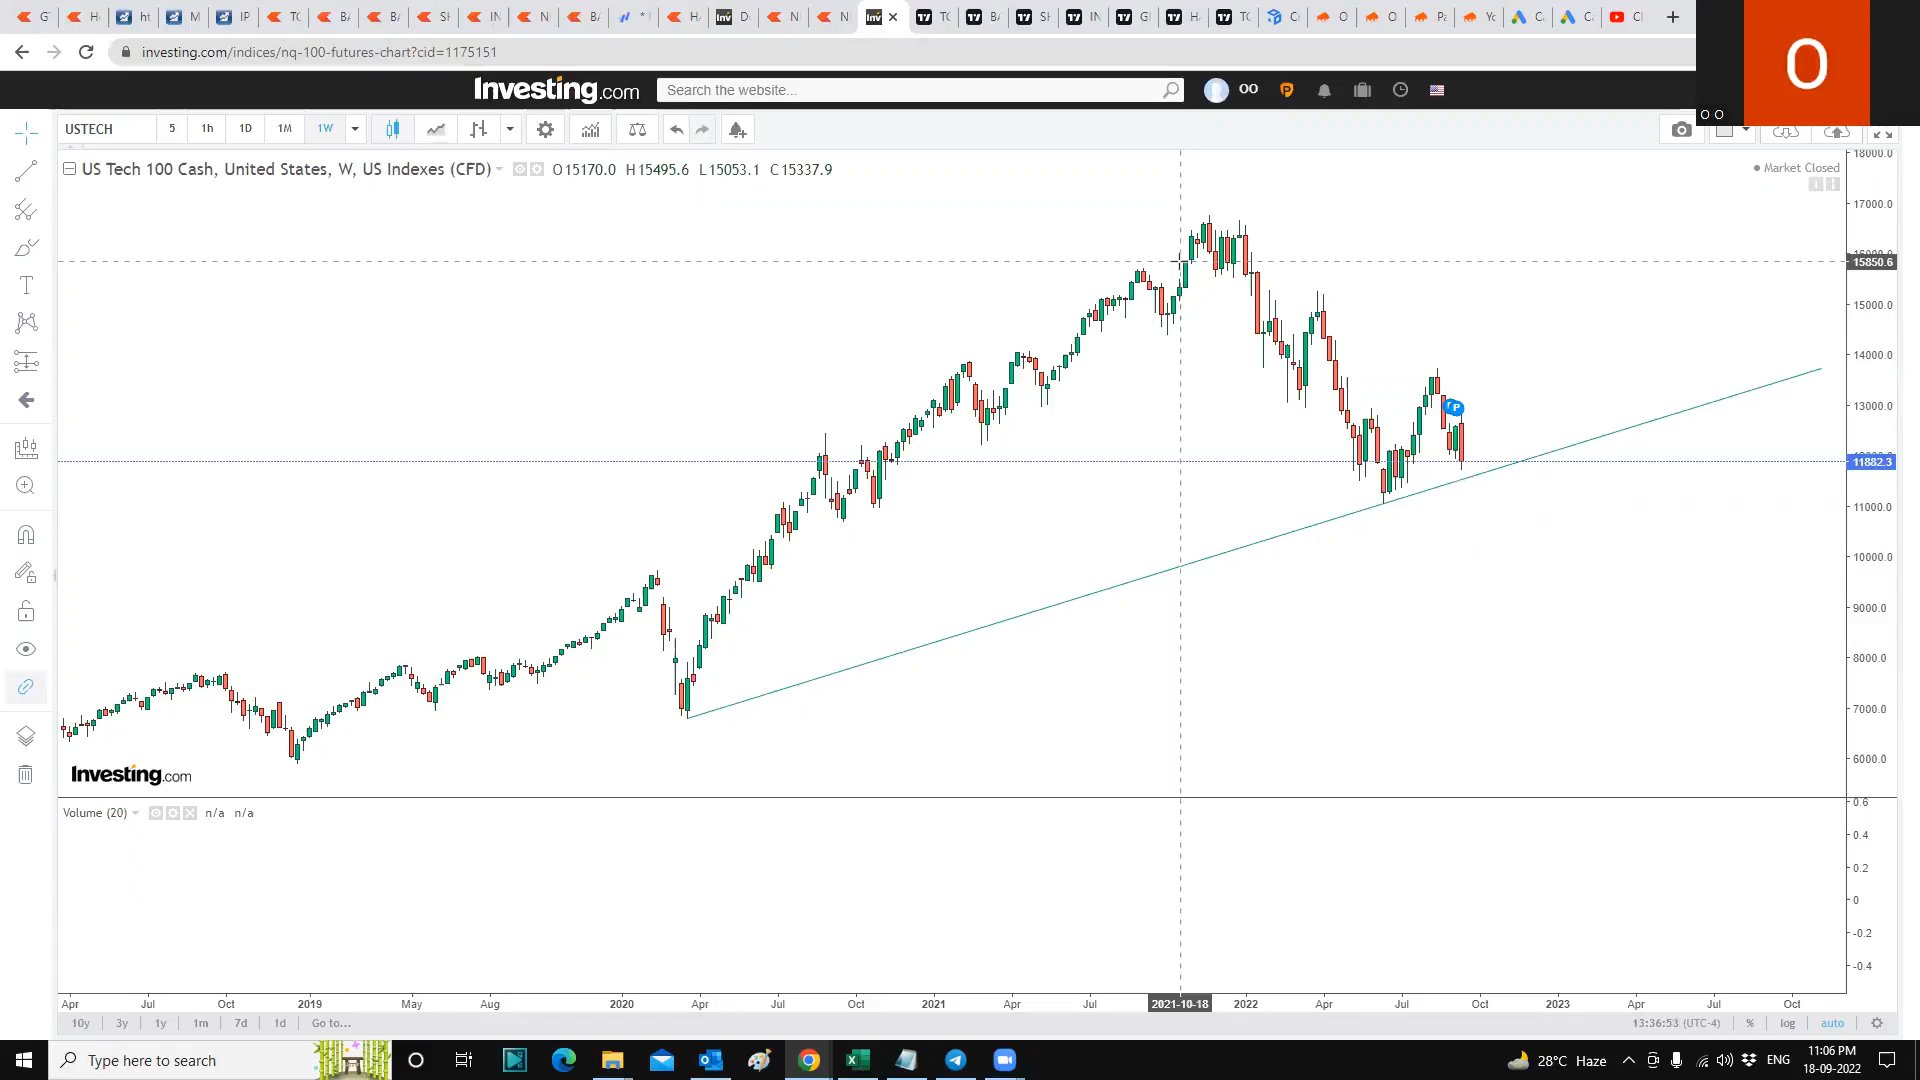 investing.com/indices/nq-100-futures-chart?cid=1175151
Investing.com
Search the website...
OO
O
O O
USTECH
5
1h
1D
1M
1W
US Tech 100 Cash, United States, W, US Indexes (CFD)
O15170.0 H15495.6 L15053.1 C15337.9
Market Closed
18000.0
17000.0
15850.6
15000.0
14000.0
13000.0
11882.3
11000.0
10000.0
9000.0
8000.0
7000.0
6000.0
P
Investing.com
Volume (20)
n/a n/a
0.6
0.4
0.2
0
-0.2
-0.4
Apr Jul Oct 2019 May Aug 2020 Apr Jul Oct 2021 Apr Jul 2021-10-18 2022 Apr Jul Oct 2023 Apr Jul Oct
10y 3y 1y 1m 7d 1d Go to...
13:36:53 (UTC-4) % log auto
Type here to search
28°C Haze
ENG
11:06 PM
18-09-2022